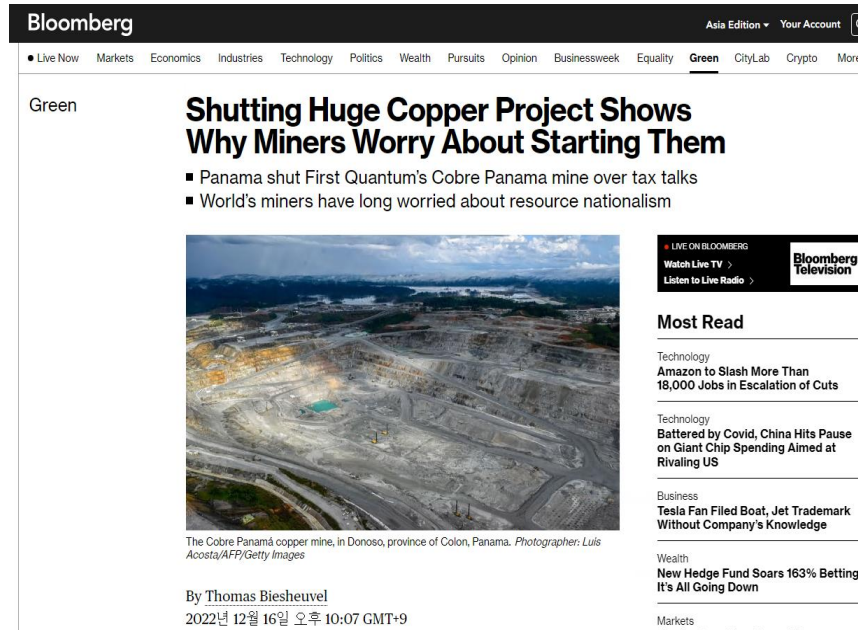 Bloomberg
Asia Edition Your Account
Live Now Markets Economics Industries Technology Politics Wealth Pursuits Opinion Businessweek Equality Green CityLab Crypto More
Green
Shutting Huge Copper Project Shows
Why Miners Worry About Starting Them
Panama shut First Quantum's Cobre Panama mine over tax talks
World's miners have long worried about resource nationalism
The Cobre Panamá copper mine, in Donoso, province of Colon, Panama. Photographer: Luis
Acosta/AFP/Getty Images
By Thomas Biesheuvel
2022년 12월 16일 오후 10:07 GMT+9
LIVE ON BLOOMBERG
Watch Live TV >
Listen to Live Radio >
Bloomberg
Television
Most Read
Technology
Amazon to Slash More Than
18,000 Jobs in Escalation of Cuts
Technology
Battered by Covid, China Hits Pause
on Giant Chip Spending Aimed at
Rivaling US
Business
Tesla Fan Filed Boat, Jet Trademark
Without Company's Knowledge
Wealth
New Hedge Fund Soars 163% Betting
It's All Going Down
Markets